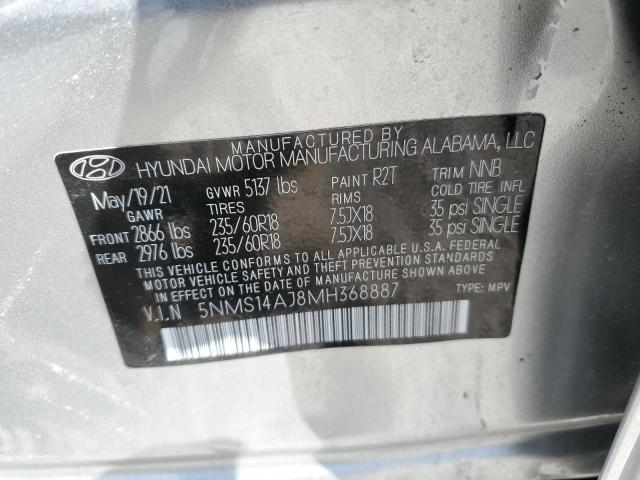 MANUFACTURED BY
HYUNDAI MOTOR MANUFACTURING ALABAMA, LLC
May/19/21 GVWR 5137 lbs PAINT R2T TRIM NNB
GAWR TIRES RIMS COLD TIRE INFL
FRONT 2866 lbs 235/60R18 7.5JX18 35 psi SINGLE
REAR 2976 lbs 235/60R18 7.5JX18 35 psi SINGLE
THIS VEHICLE CONFORMS TO ALL APPLICABLE U.S.A. FEDERAL
MOTOR VEHICLE SAFETY AND THEFT PREVENTION STANDARDS
IN EFFECT ON THE DATE OF MANUFACTURE SHOWN ABOVE.
V.I.N 5NMS14AJ8MH368887 TYPE: MPV